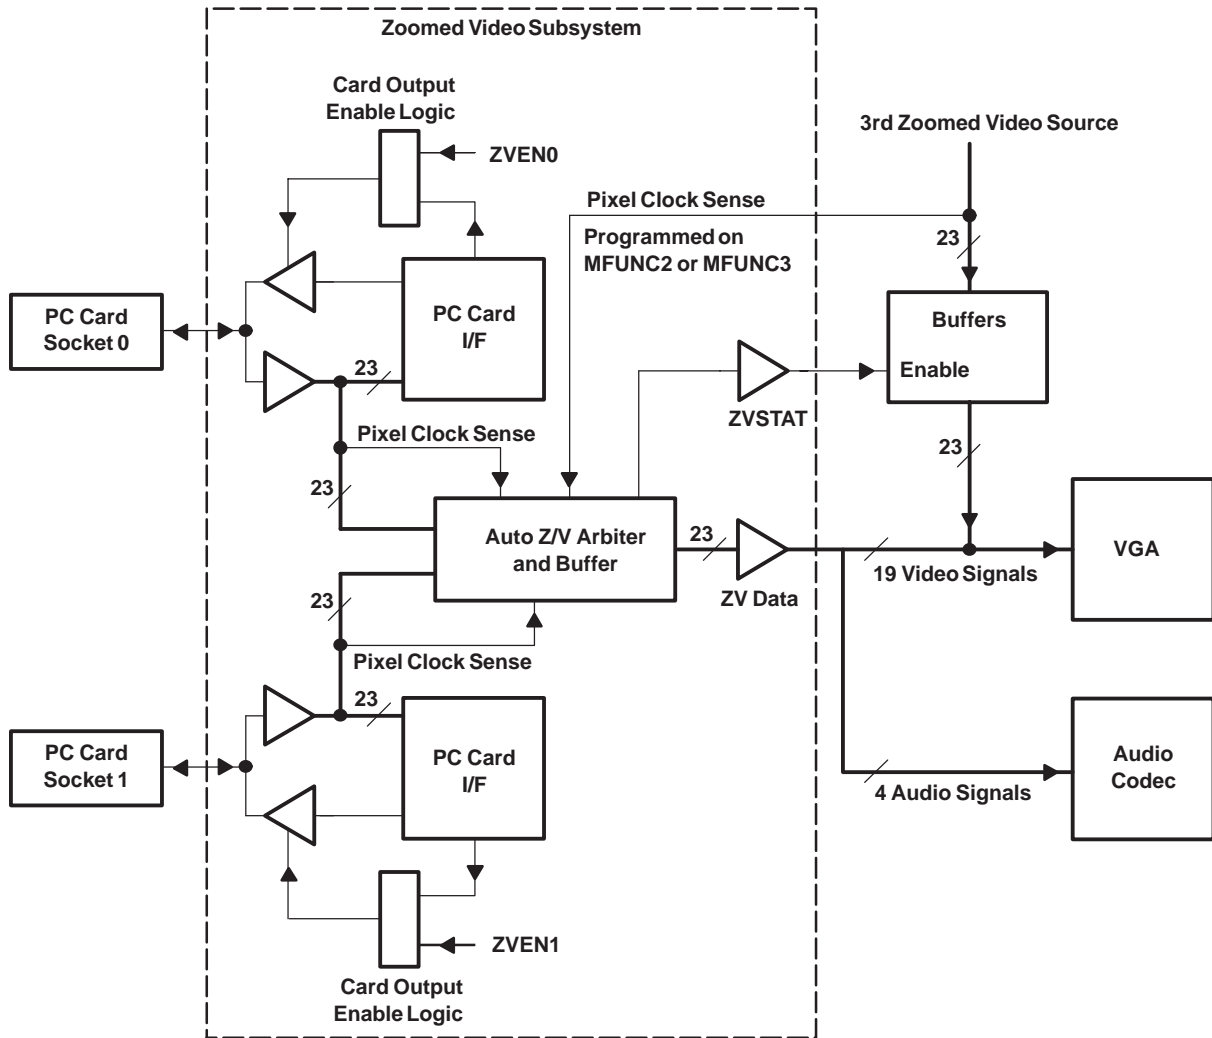 Zoomed Video Subsystem
Card Output
Enable Logic
ZVEN0
3rd Zoomed Video Source
Pixel Clock Sense
Programmed on
MFUNC2 or MFUNC3
23
PC Card
Socket 0
PC Card
I/F
Buffers
Enable
23
ZVSTAT
Pixel Clock Sense
23
23
Auto Z/V Arbiter
and Buffer
23
ZV Data
19 Video Signals
VGA
23
Pixel Clock Sense
23
PC Card
Socket 1
PC Card
I/F
4 Audio Signals
Audio
Codec
ZVEN1
Card Output
Enable Logic